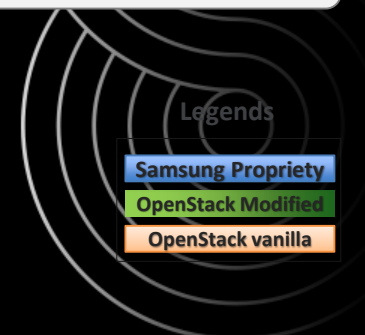 Legends
Samsung Propriety
OpenStack Modified
OpenStack vanilla